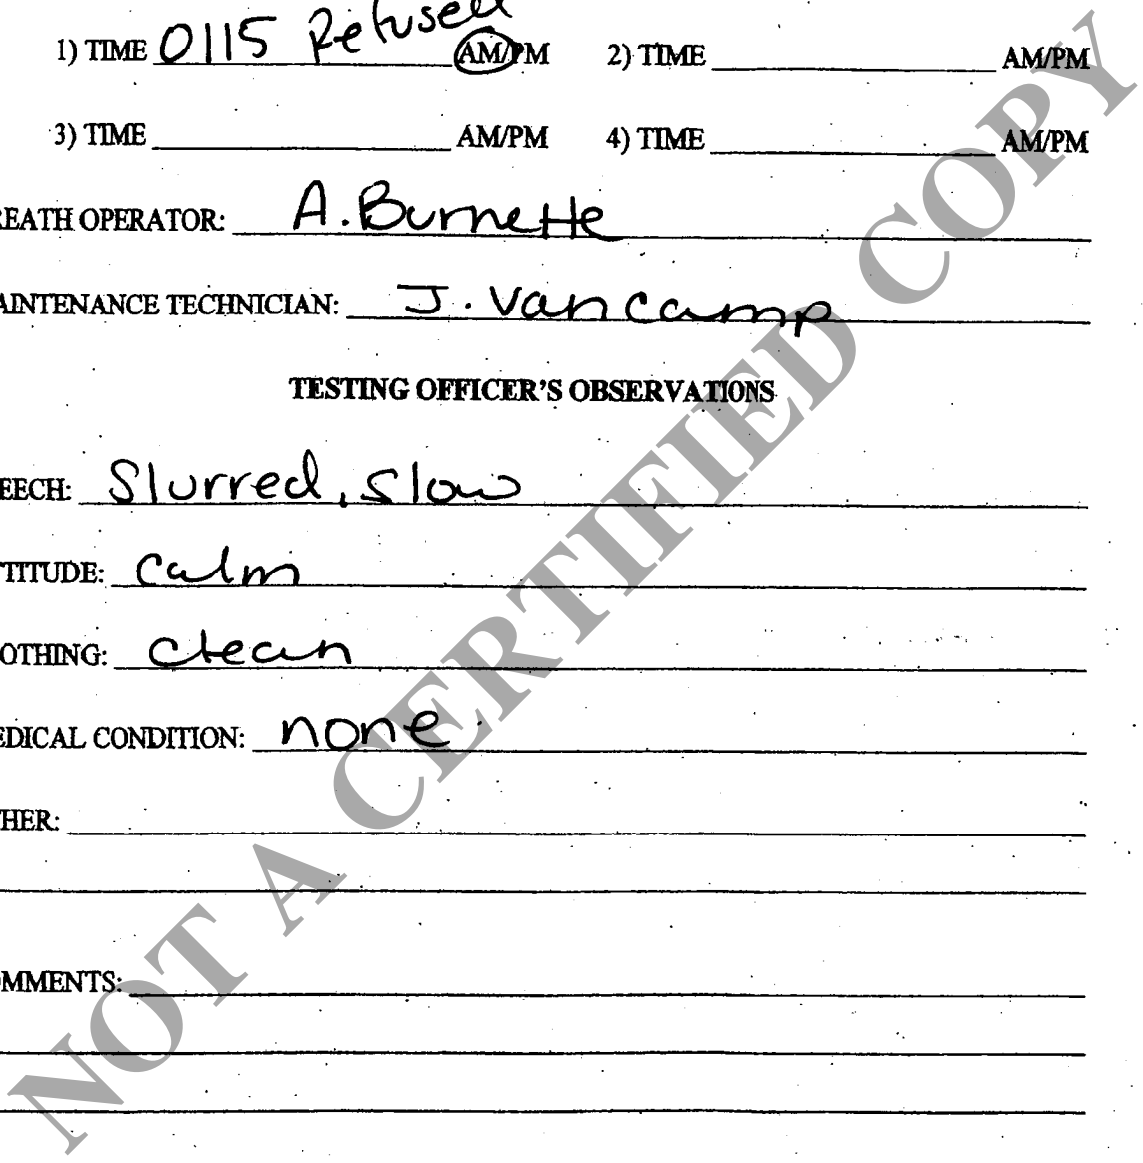 1) TIME 0115 Refused AM/PM 2) TIME AM/PM
3) TIME AM/PM 4) TIME AM/PM
REATH OPERATOR: A. Burnette
AINTENANCE TECHNICIAN: J. Vancamp
TESTING OFFICER'S OBSERVATIONS
EECH: Slurred, slow
TITUDE: Calm
OTHING: Clean
EDICAL CONDITION: none
HER:
OMMENTS:
NOT A CERTIFIED COPY